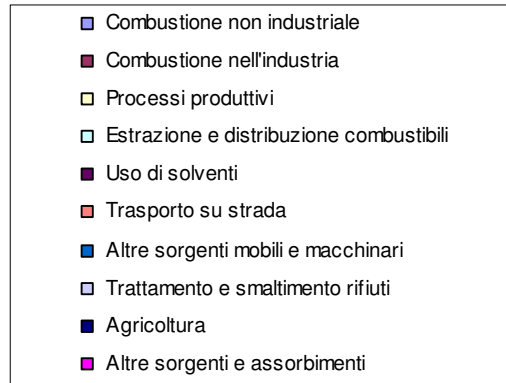 Combustione non industriale
Combustione nell'industria
Processi produttivi
Estrazione e distribuzione combustibili
Uso di solventi
Trasporto su strada
Altre sorgenti mobili e macchinari
Trattamento e smaltimento rifiuti
Agricoltura
Altre sorgenti e assorbimenti